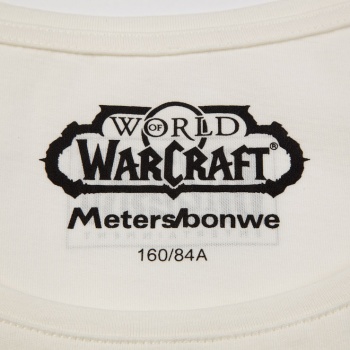 WORLD
OF
WARCRAFT®
Meters/bonwe
160/84A